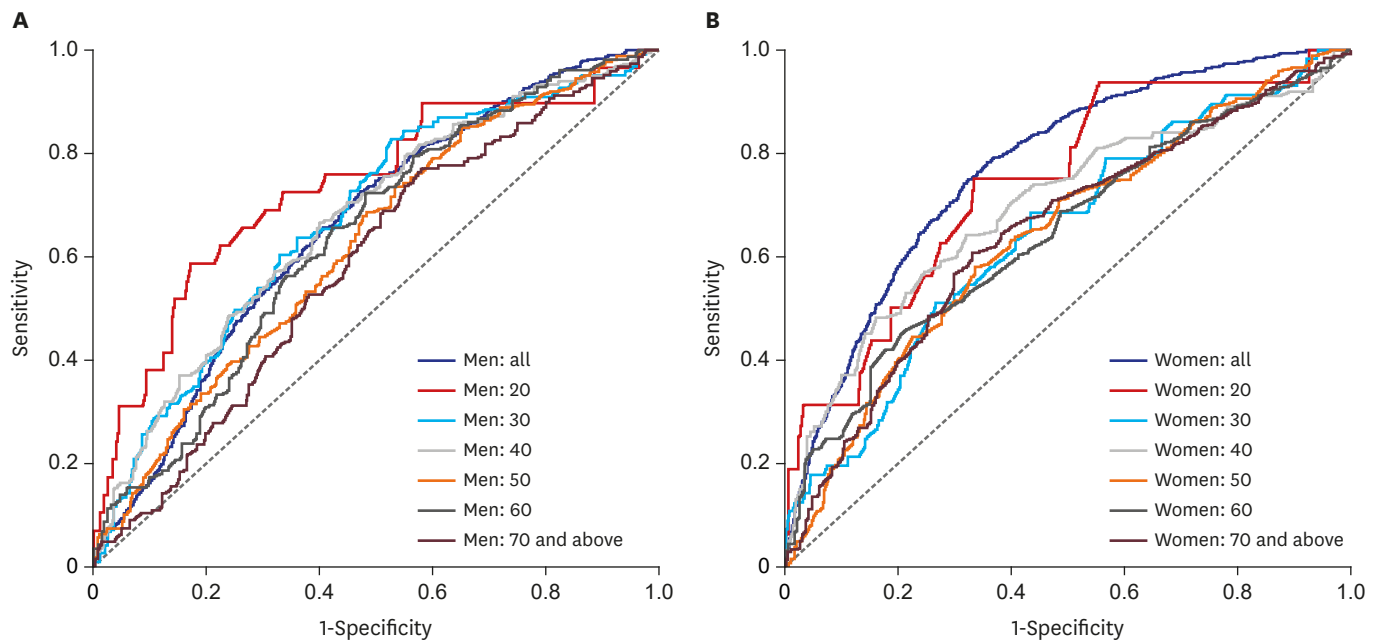 A
1.0
0.8
0.6
0.4
0.2
0
Sensitivity
0 0.2 0.4 0.6 0.8 1.0
1-Specificity
Men: all
Men: 20
Men: 30
Men: 40
Men: 50
Men: 60
Men: 70 and above
B
1.0
0.8
0.6
0.4
0.2
0
Sensitivity
0 0.2 0.4 0.6 0.8 1.0
1-Specificity
Women: all
Women: 20
Women: 30
Women: 40
Women: 50
Women: 60
Women: 70 and above